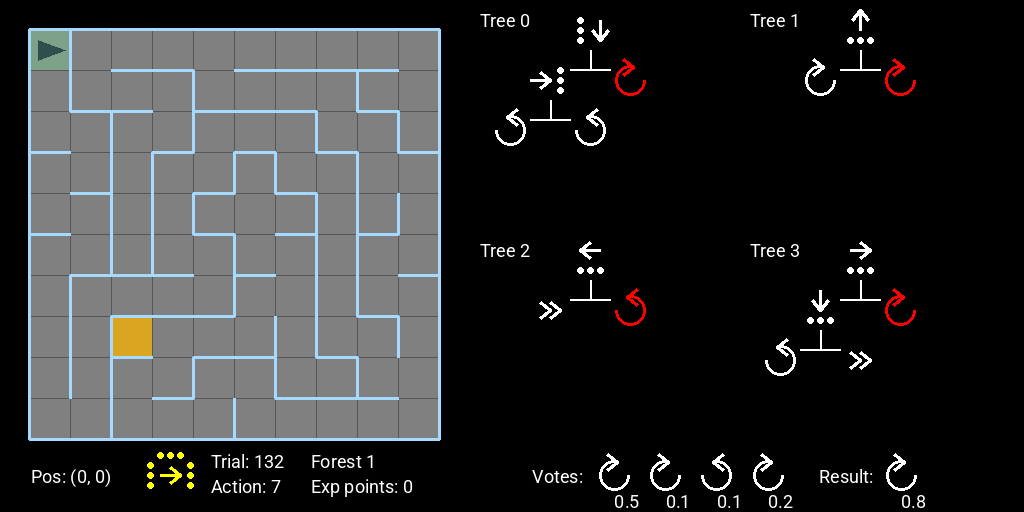 Tree 0
Tree 1
Tree 2
Tree 3
Pos: (0, 0)
Trial: 132
Forest 1
Action: 7
Exp points: 0
Votes:
0.5
0.1
0.1
0.2
Result:
0.8